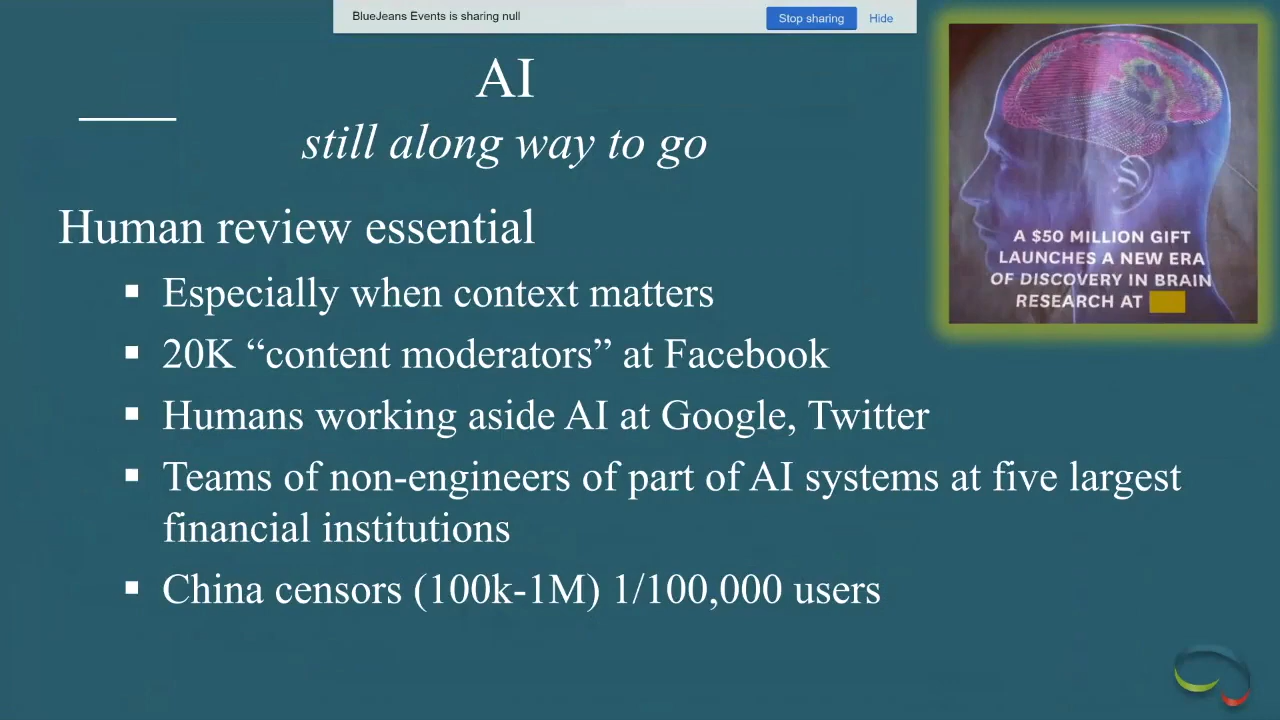 BlueJeans Events is sharing null
Stop sharing
Hide
AI
still along way to go
Human review essential
▪ Especially when context matters
▪ 20K “content moderators” at Facebook
▪ Humans working aside AI at Google, Twitter
▪ Teams of non-engineers of part of AI systems at five largest
financial institutions
▪ China censors (100k-1M) 1/100,000 users
A $50 MILLION GIFT
LAUNCHES A NEW ERA
OF DISCOVERY IN BRAIN
RESEARCH AT